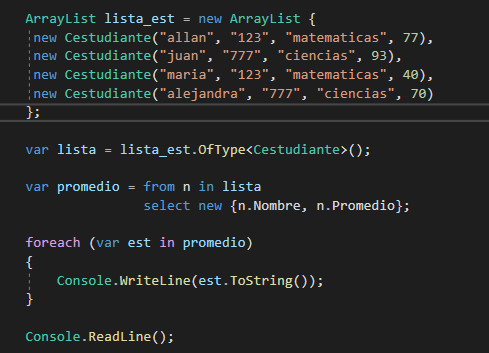 ArrayList lista_est = new ArrayList {
new Cestudiante("allan", "123", "matematicas", 77),
new Cestudiante("juan", "777", "ciencias", 93),
new Cestudiante("maria", "123", "matematicas", 40),
new Cestudiante("alejandra", "777", "ciencias", 70)
};
var lista = lista_est.OfType<Cestudiante>();
var promedio = from n in lista
select new {n.Nombre, n.Promedio};
foreach (var est in promedio)
{
Console.WriteLine(est.ToString());
}
Console.ReadLine();